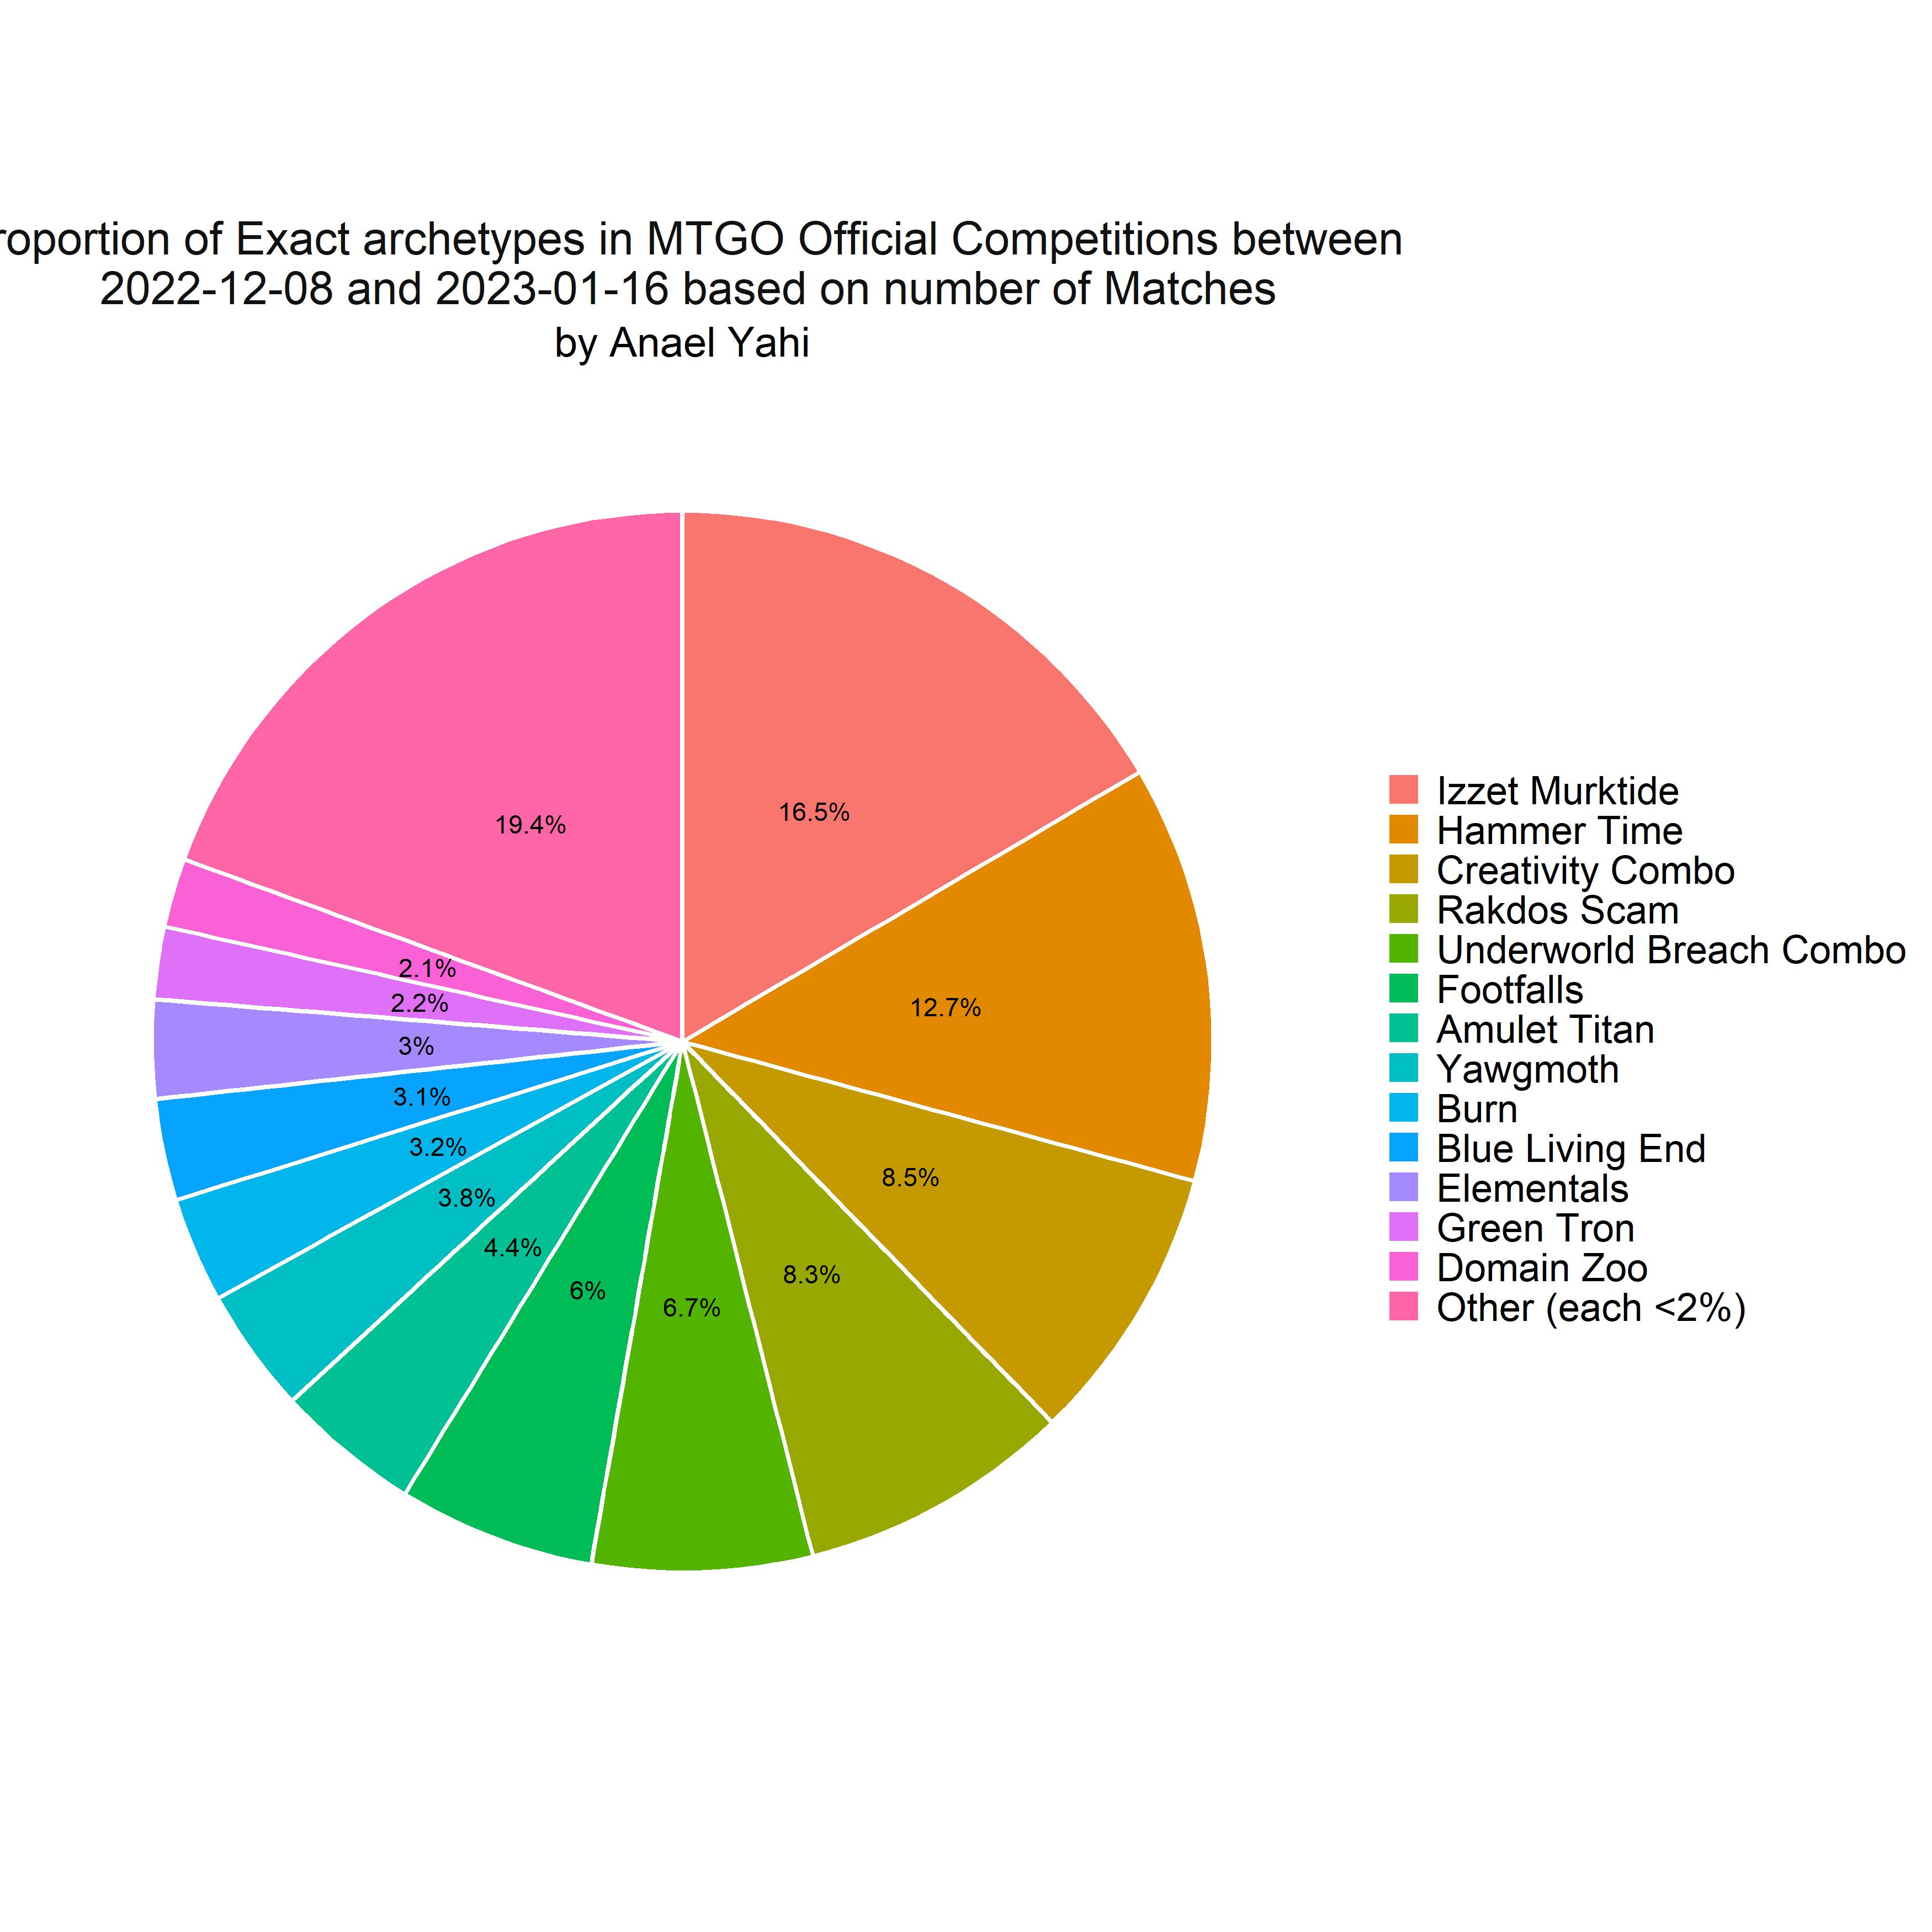 roportion of Exact archetypes in MTGO Official Competitions between
2022-12-08 and 2023-01-16 based on number of Matches
by Anael Yahi
16.5%
12.7%
8.5%
8.3%
6.7%
6%
4.4%
3.8%
3.2%
3.1%
3%
2.2%
2.1%
19.4%
Izzet Murktide
Hammer Time
Creativity Combo
Rakdos Scam
Underworld Breach Combo
Footfalls
Amulet Titan
Yawgmoth
Burn
Blue Living End
Elementals
Green Tron
Domain Zoo
Other (each <2%)